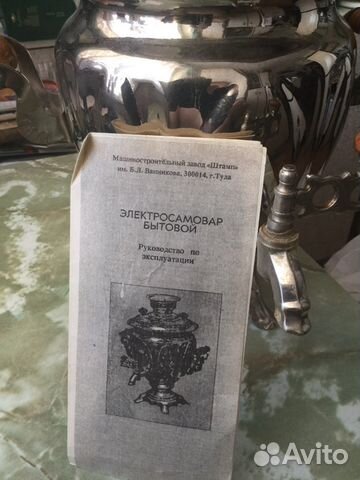 Машиностроительный завод «Штамп»
им. Б.Л. Ванникова, 300014, г.Тула
ЭЛЕКТРОСАМОВАР
БЫТОВОЙ
Руководство по
эксплуатации
Avito